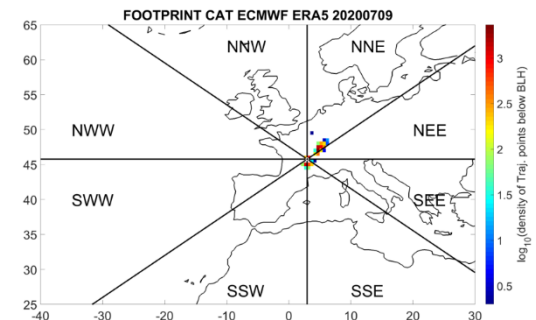 FOOTPRINT CAT ECMWF ERA5 20200709
65
60
55
50
45
40
35
30
25
-40
-30
-20
-10
0
10
20
30
NNW
NNE
NWW
NEE
SWW
SEE
SSW
SSE
3
2.5
2
1.5
1
0.5
log10(density of Traj. points below BLH)